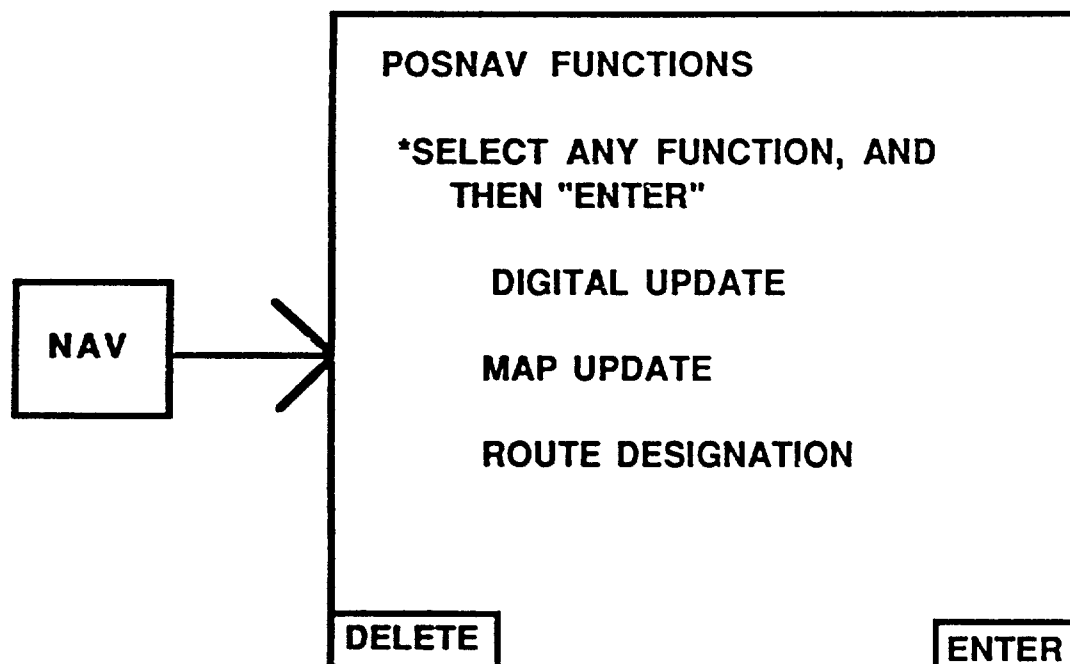 POSNAV FUNCTIONS
*SELECT ANY FUNCTION, AND
THEN "ENTER"
DIGITAL UPDATE
NAV
MAP UPDATE
ROUTE DESIGNATION
DELETE
ENTER